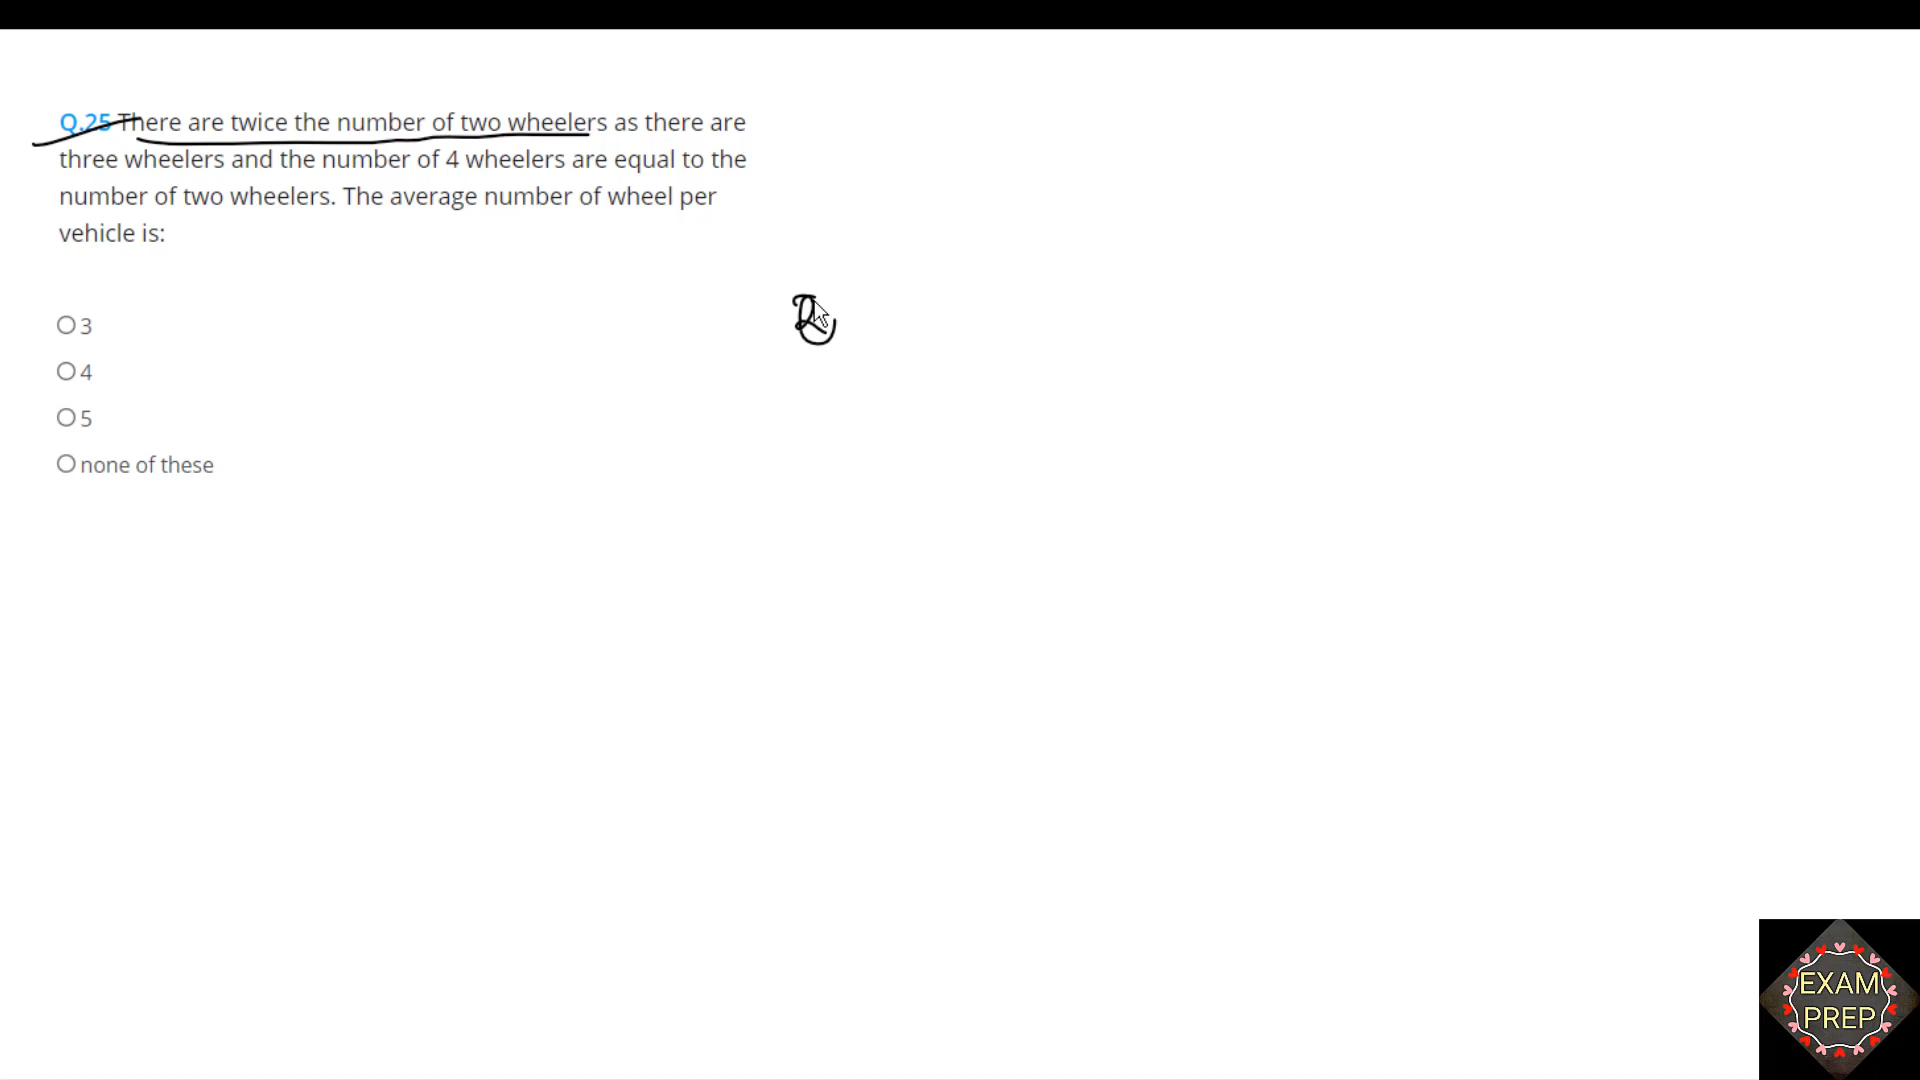 Q.25 There are twice the number of two wheelers as there are
three wheelers and the number of 4 wheelers are equal to the
number of two wheelers. The average number of wheel per
vehicle is:
3
4
5
none of these
EXAM
PREP